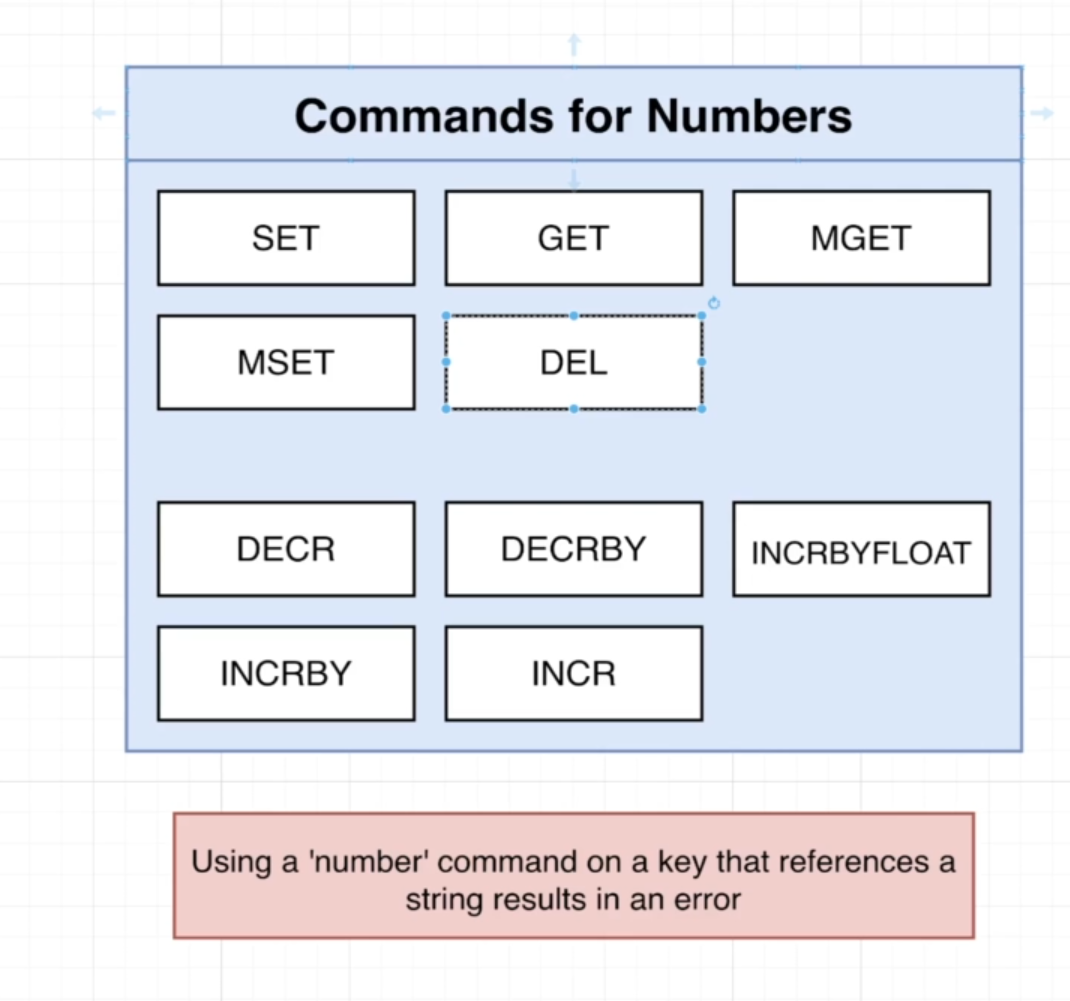 Commands for Numbers
SET
GET
MGET
MSET
DEL
DECR
DECRBY
INCRBYFLOAT
INCRBY
INCR
Using a 'number' command on a key that references a
string results in an error